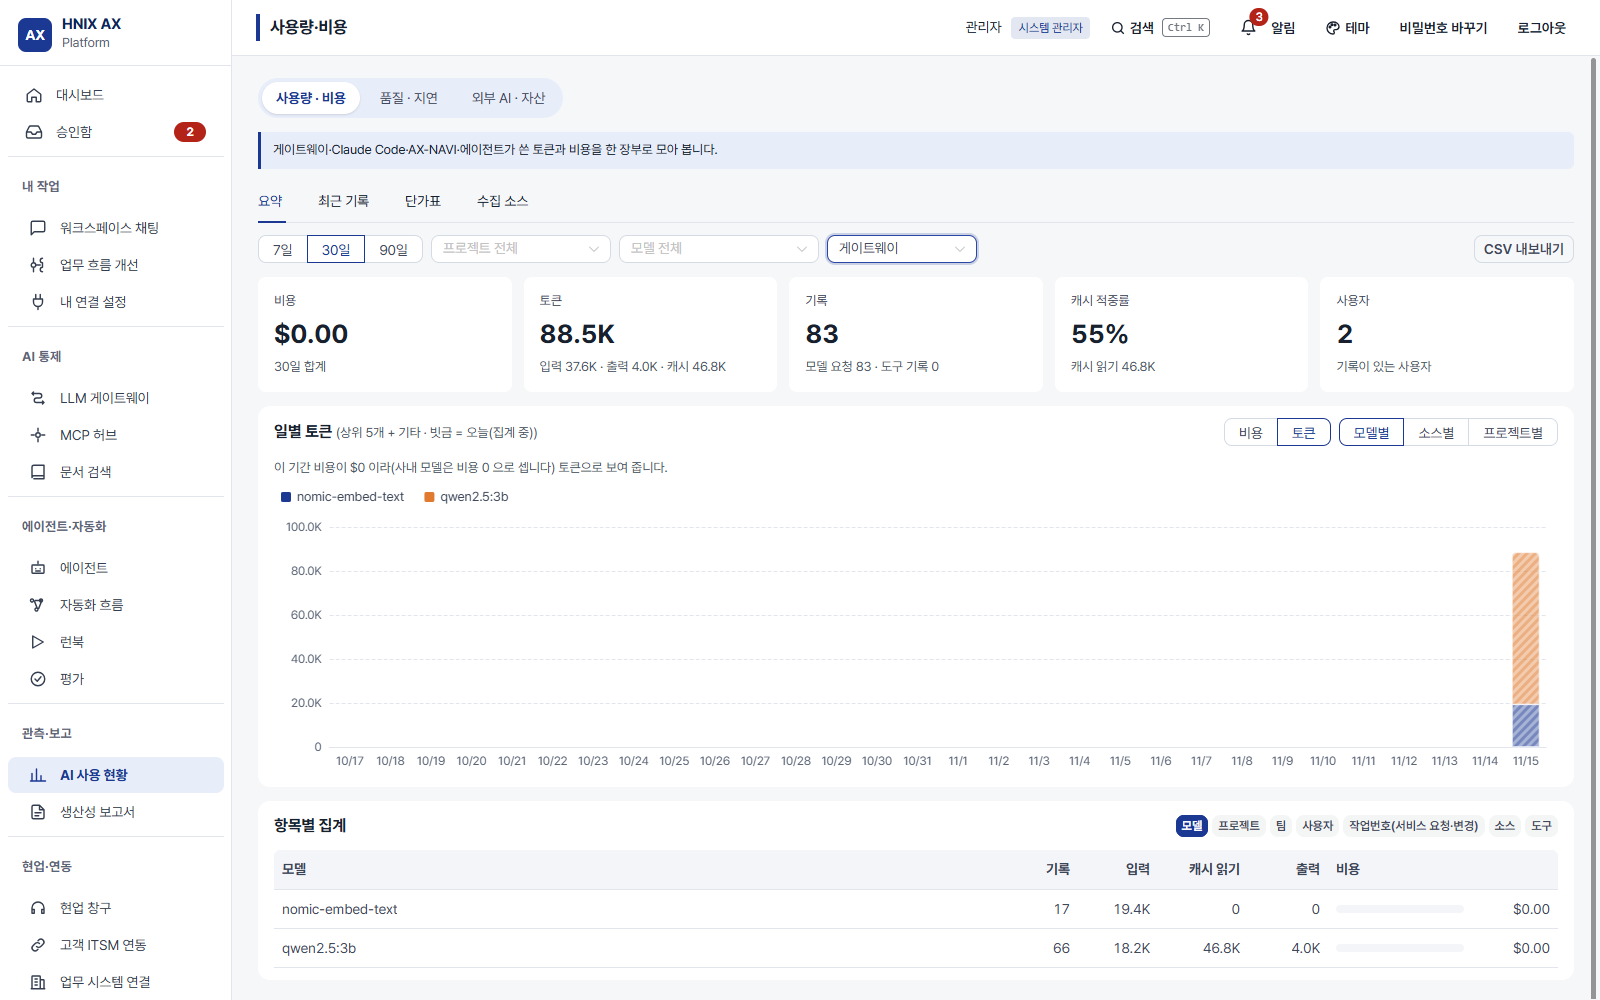 AX
HNIX AX
Platform
대시보드
승인함
2
내 작업
워크스페이스 채팅
업무 흐름 개선
내 연결 설정
AI 통제
LLM 게이트웨이
MCP 허브
문서 검색
에이전트·자동화
에이전트
자동화 흐름
런북
평가
관측·보고
AI 사용 현황
생산성 보고서
현업·연동
현업 창구
고객 ITSM 연동
업무 시스템 연결
사용량·비용
관리자 시스템 관리자 검색 Ctrl K 3 알림 테마 비밀번호 바꾸기 로그아웃
사용량 · 비용 품질 · 지연 외부 AI · 자산
게이트웨이·Claude Code·AX-NAVI·에이전트가 쓴 토큰과 비용을 한 장부로 모아 봅니다.
요약 최근 기록 단가표 수집 소스
7일 30일 90일 프로젝트 전체 모델 전체 게이트웨이 CSV 내보내기
비용
$0.00
30일 합계
토큰
88.5K
입력 37.6K · 출력 4.0K · 캐시 46.8K
기록
83
모델 요청 83 · 도구 기록 0
캐시 적중률
55%
캐시 읽기 46.8K
사용자
2
기록이 있는 사용자
일별 토큰 (상위 5개 + 기타 · 빗금 = 오늘(집계 중))
비용 토큰 모델별 소스별 프로젝트별
이 기간 비용이 $0 이라(사내 모델은 비용 0 으로 셉니다) 토큰으로 보여 줍니다.
nomic-embed-text qwen2.5:3b
100.0K
80.0K
60.0K
40.0K
20.0K
0
10/17 10/18 10/19 10/20 10/21 10/22 10/23 10/24 10/25 10/26 10/27 10/28 10/29 10/30 10/31 11/1 11/2 11/3 11/4 11/5 11/6 11/7 11/8 11/9 11/10 11/11 11/12 11/13 11/14 11/15
항목별 집계
모델 프로젝트 팀 사용자 작업번호(서비스 요청·변경) 소스 도구
모델 기록 입력 캐시 읽기 출력 비용
nomic-embed-text 17 19.4K 0 0 $0.00
qwen2.5:3b 66 18.2K 46.8K 4.0K $0.00